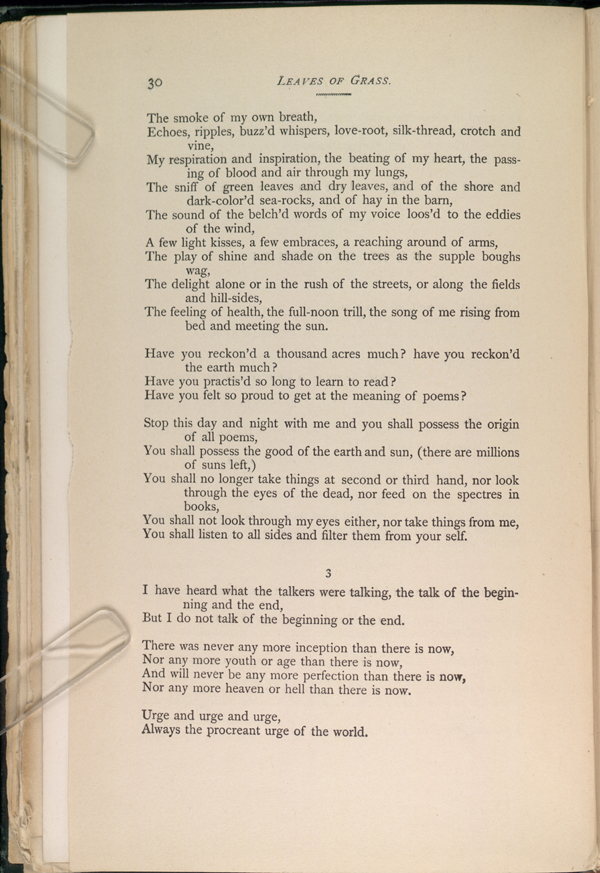 30 LEAVES OF GRASS.
The smoke of my own breath,
Echoes, ripples, buzz'd whispers, love-root, silk-thread, crotch and
vine,
My respiration and inspiration, the beating of my heart, the pass-
ing of blood and air through my lungs,
The sniff of green leaves and dry leaves, and of the shore and
dark-color'd sea-rocks, and of hay in the barn,
The sound of the belch'd words of my voice loos'd to the eddies
of the wind,
A few light kisses, a few embraces, a reaching around of arms,
The play of shine and shade on the trees as the supple boughs
wag,
The delight alone or in the rush of the streets, or along the fields
and hill-sides,
The feeling of health, the full-noon trill, the song of me rising from
bed and meeting the sun.
Have you reckon'd a thousand acres much? have you reckon'd
the earth much?
Have you practis'd so long to learn to read?
Have you felt so proud to get at the meaning of poems?
Stop this day and night with me and you shall possess the origin
of all poems,
You shall possess the good of the earth and sun, (there are millions
of suns left,)
You shall no longer take things at second or third hand, nor look
through the eyes of the dead, nor feed on the spectres in
books,
You shall not look through my eyes either, nor take things from me,
You shall listen to all sides and filter them from your self.
3
I have heard what the talkers were talking, the talk of the begin-
ning and the end,
But I do not talk of the beginning or the end.
There was never any more inception than there is now,
Nor any more youth or age than there is now,
And will never be any more perfection than there is now,
Nor any more heaven or hell than there is now.
Urge and urge and urge,
Always the procreant urge of the world.